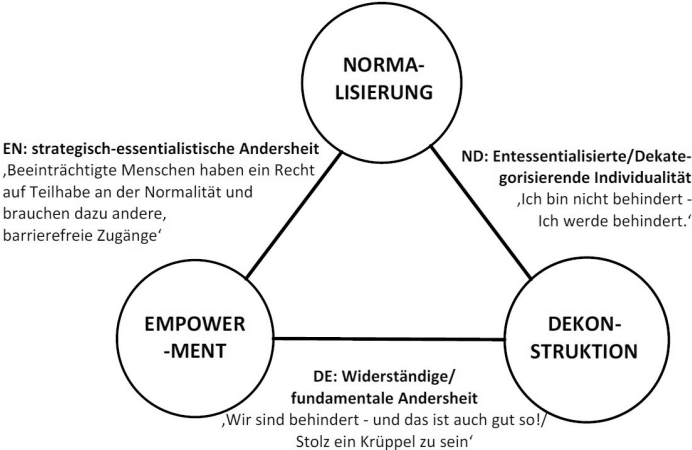 NORMA-
LISIERUNG
EN: strategisch-essentialistische Andersheit
‚Beeinträchtigte Menschen haben ein Recht
auf Teilhabe an der Normalität und
brauchen dazu andere,
barrierefreie Zugänge‘
ND: Entessentialisierte/Dekate-
gorisierende Individualität
‚Ich bin nicht behindert -
Ich werde behindert.‘
EMPOWER
-MENT
DEKON-
STRUKTION
DE: Widerständige/
fundamentale Andersheit
‚Wir sind behindert - und das ist auch gut so!/
Stolz ein Krüppel zu sein‘